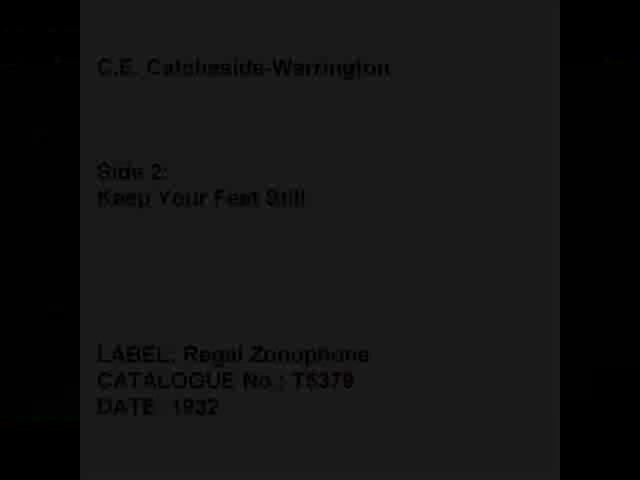 C.E. Catcheside-Warrington
Side 2:
Keep Your Feet Still
LABEL: Regal Zonophone
CATALOGUE No.: T5379
DATE: 1932